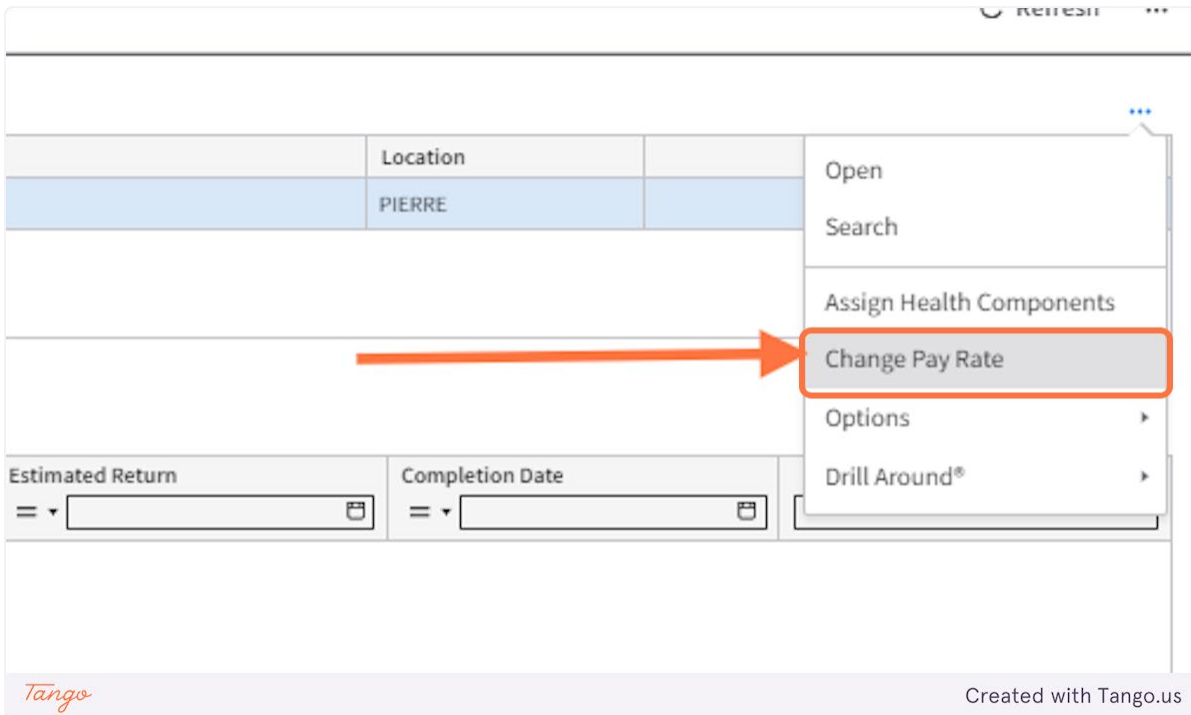 Refresh
Location
PIERRE
Open
Search
Assign Health Components
Change Pay Rate
Options
Drill Around®
Estimated Return
Completion Date
=
=
Tango
Created with Tango.us